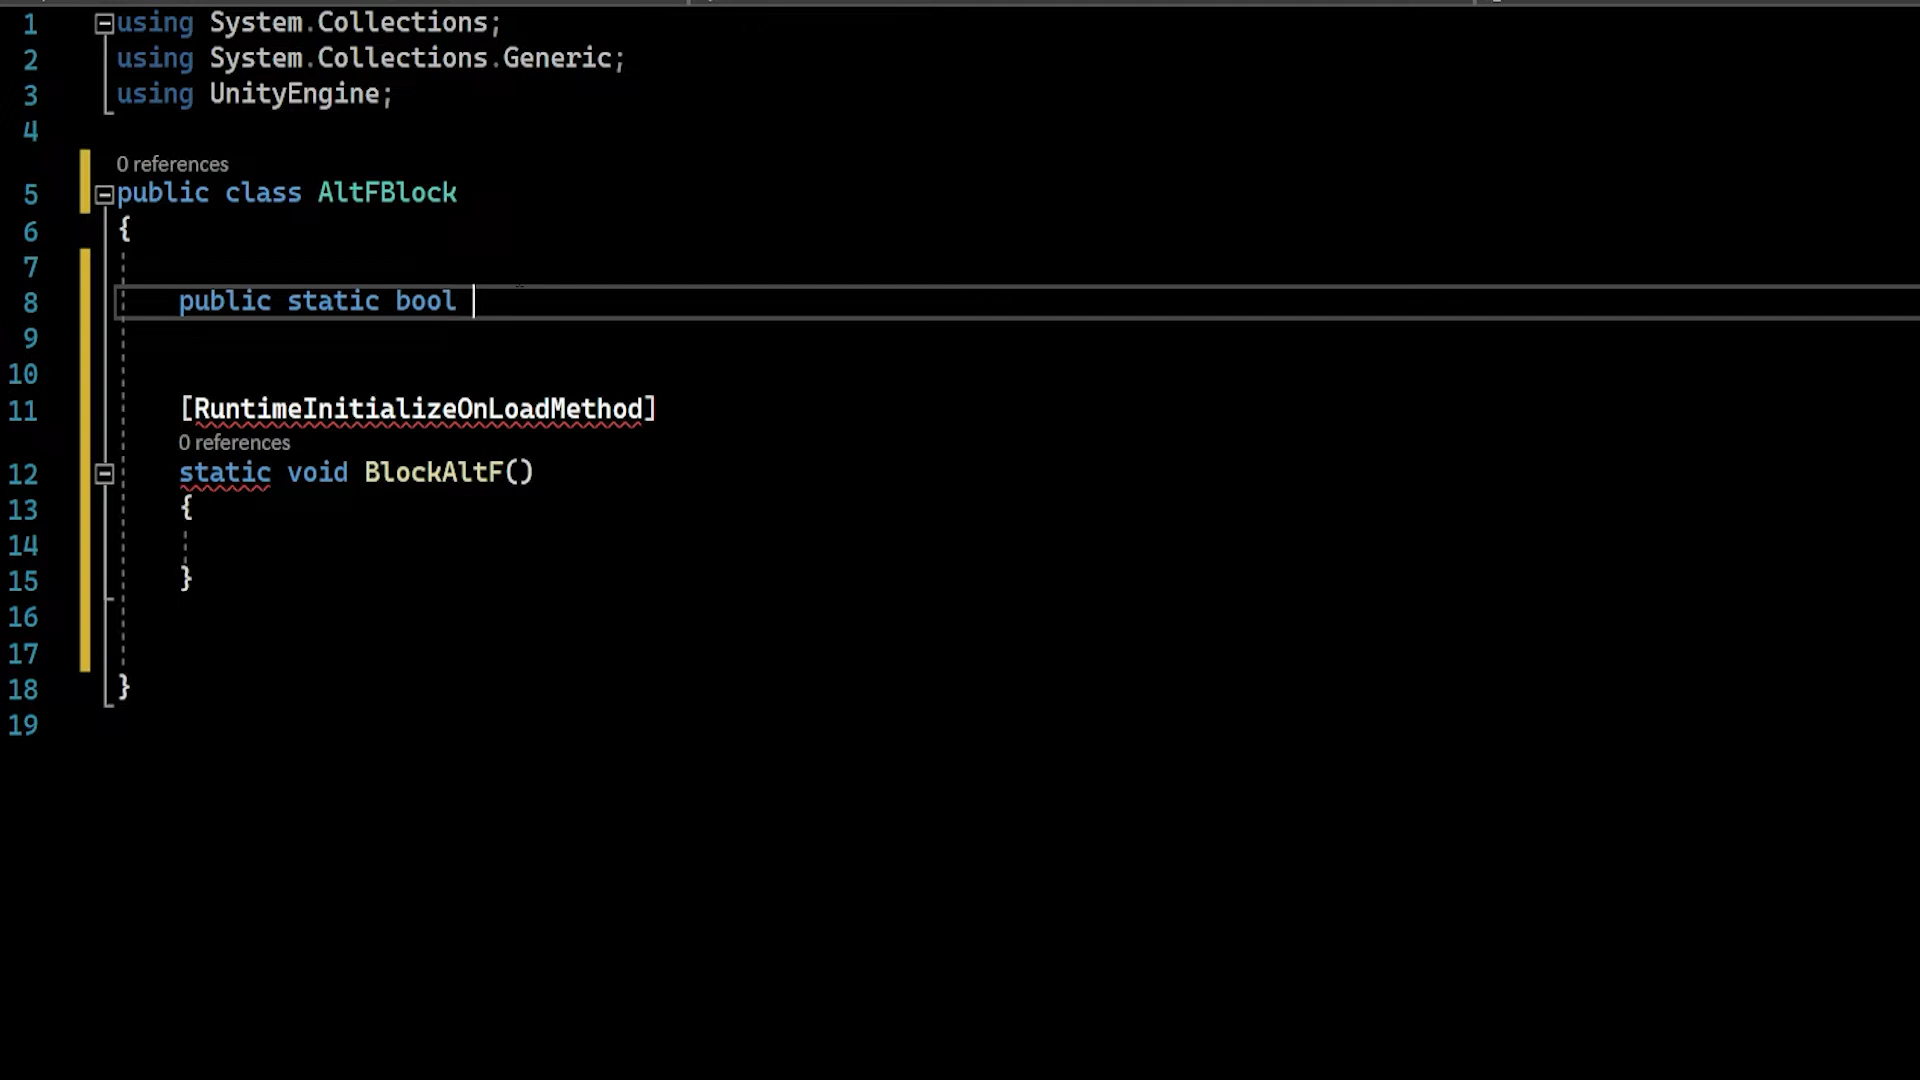 1 using System.Collections;
2 using System.Collections.Generic;
3 using UnityEngine;
4
0 references
5 public class AltFBlock
6 {
7
8 public static bool
9
10
11 [RuntimeInitializeOnLoadMethod]
0 references
12 static void BlockAltF()
13 {
14
15 }
16
17
18 }
19